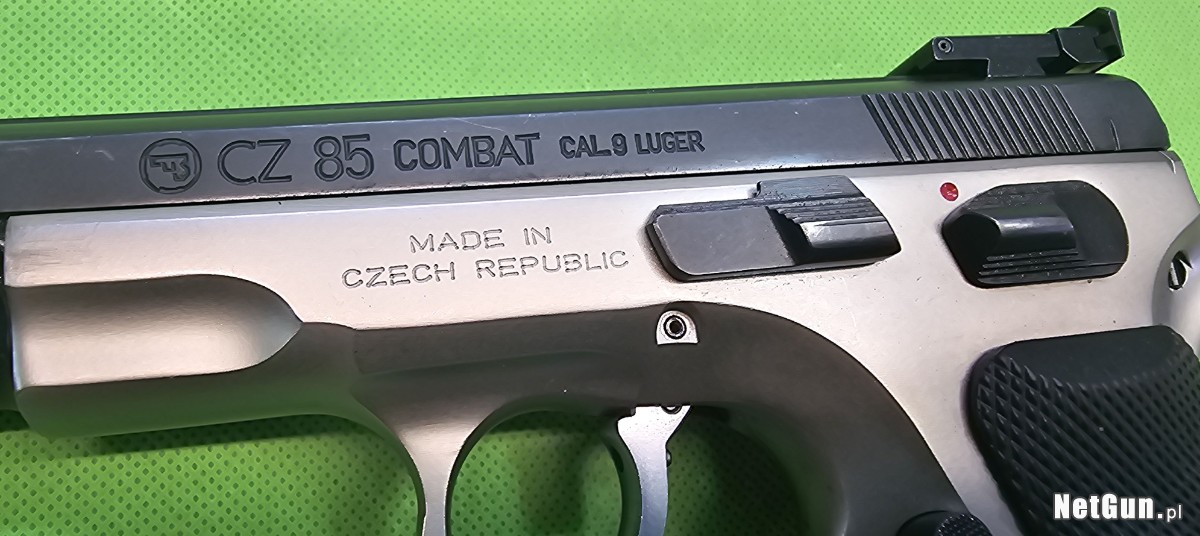 CZ 85 COMBAT CAL.9 LUGER
MADE IN
CZECH REPUBLIC
NetGun.pl